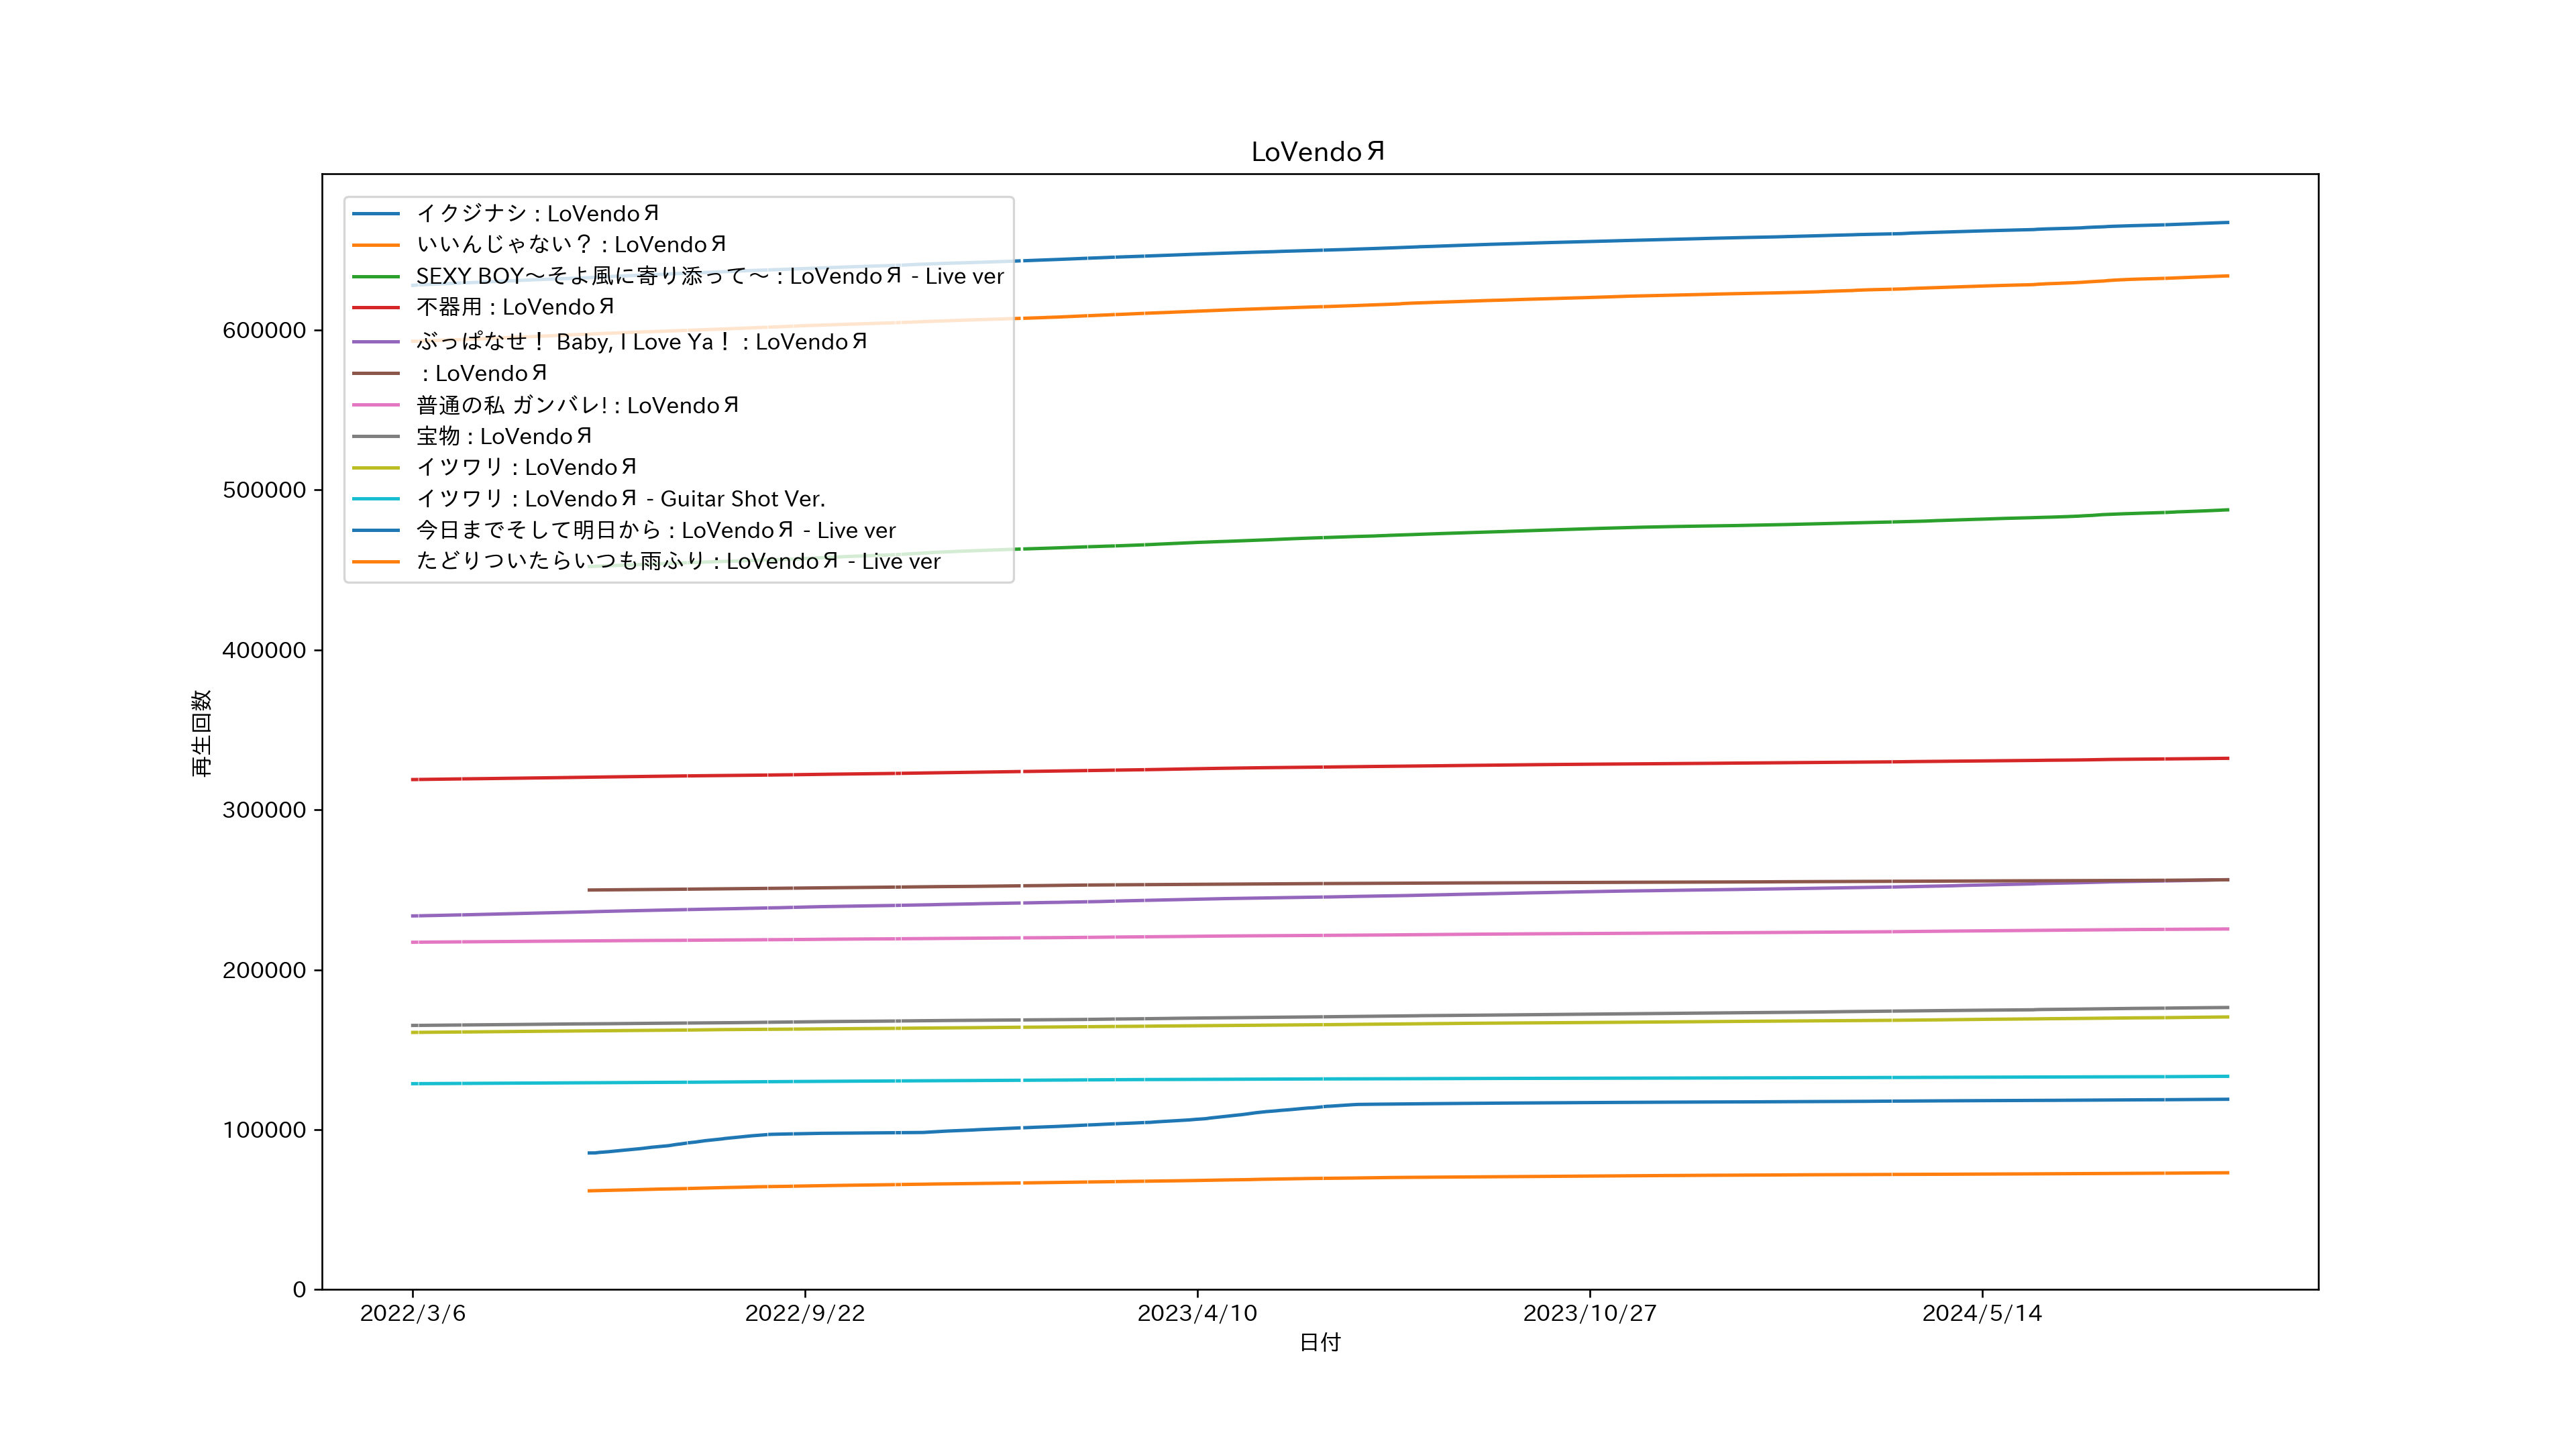 LoVendoЯ
イクジナシ : LoVendoЯ
いいんじゃない？ : LoVendoЯ
SEXY BOY～そよ風に寄り添って～ : LoVendoЯ - Live ver
不器用 : LoVendoЯ
ぶっぱなせ！ Baby, I Love Ya！ : LoVendoЯ
: LoVendoЯ
普通の私 ガンバレ! : LoVendoЯ
宝物 : LoVendoЯ
イツワリ : LoVendoЯ
イツワリ : LoVendoЯ - Guitar Shot Ver.
今日までそして明日から : LoVendoЯ - Live ver
たどりついたらいつも雨ふり : LoVendoЯ - Live ver
再生回数
600000
500000
400000
300000
200000
100000
0
2022/3/6
2022/9/22
2023/4/10
2023/10/27
2024/5/14
日付